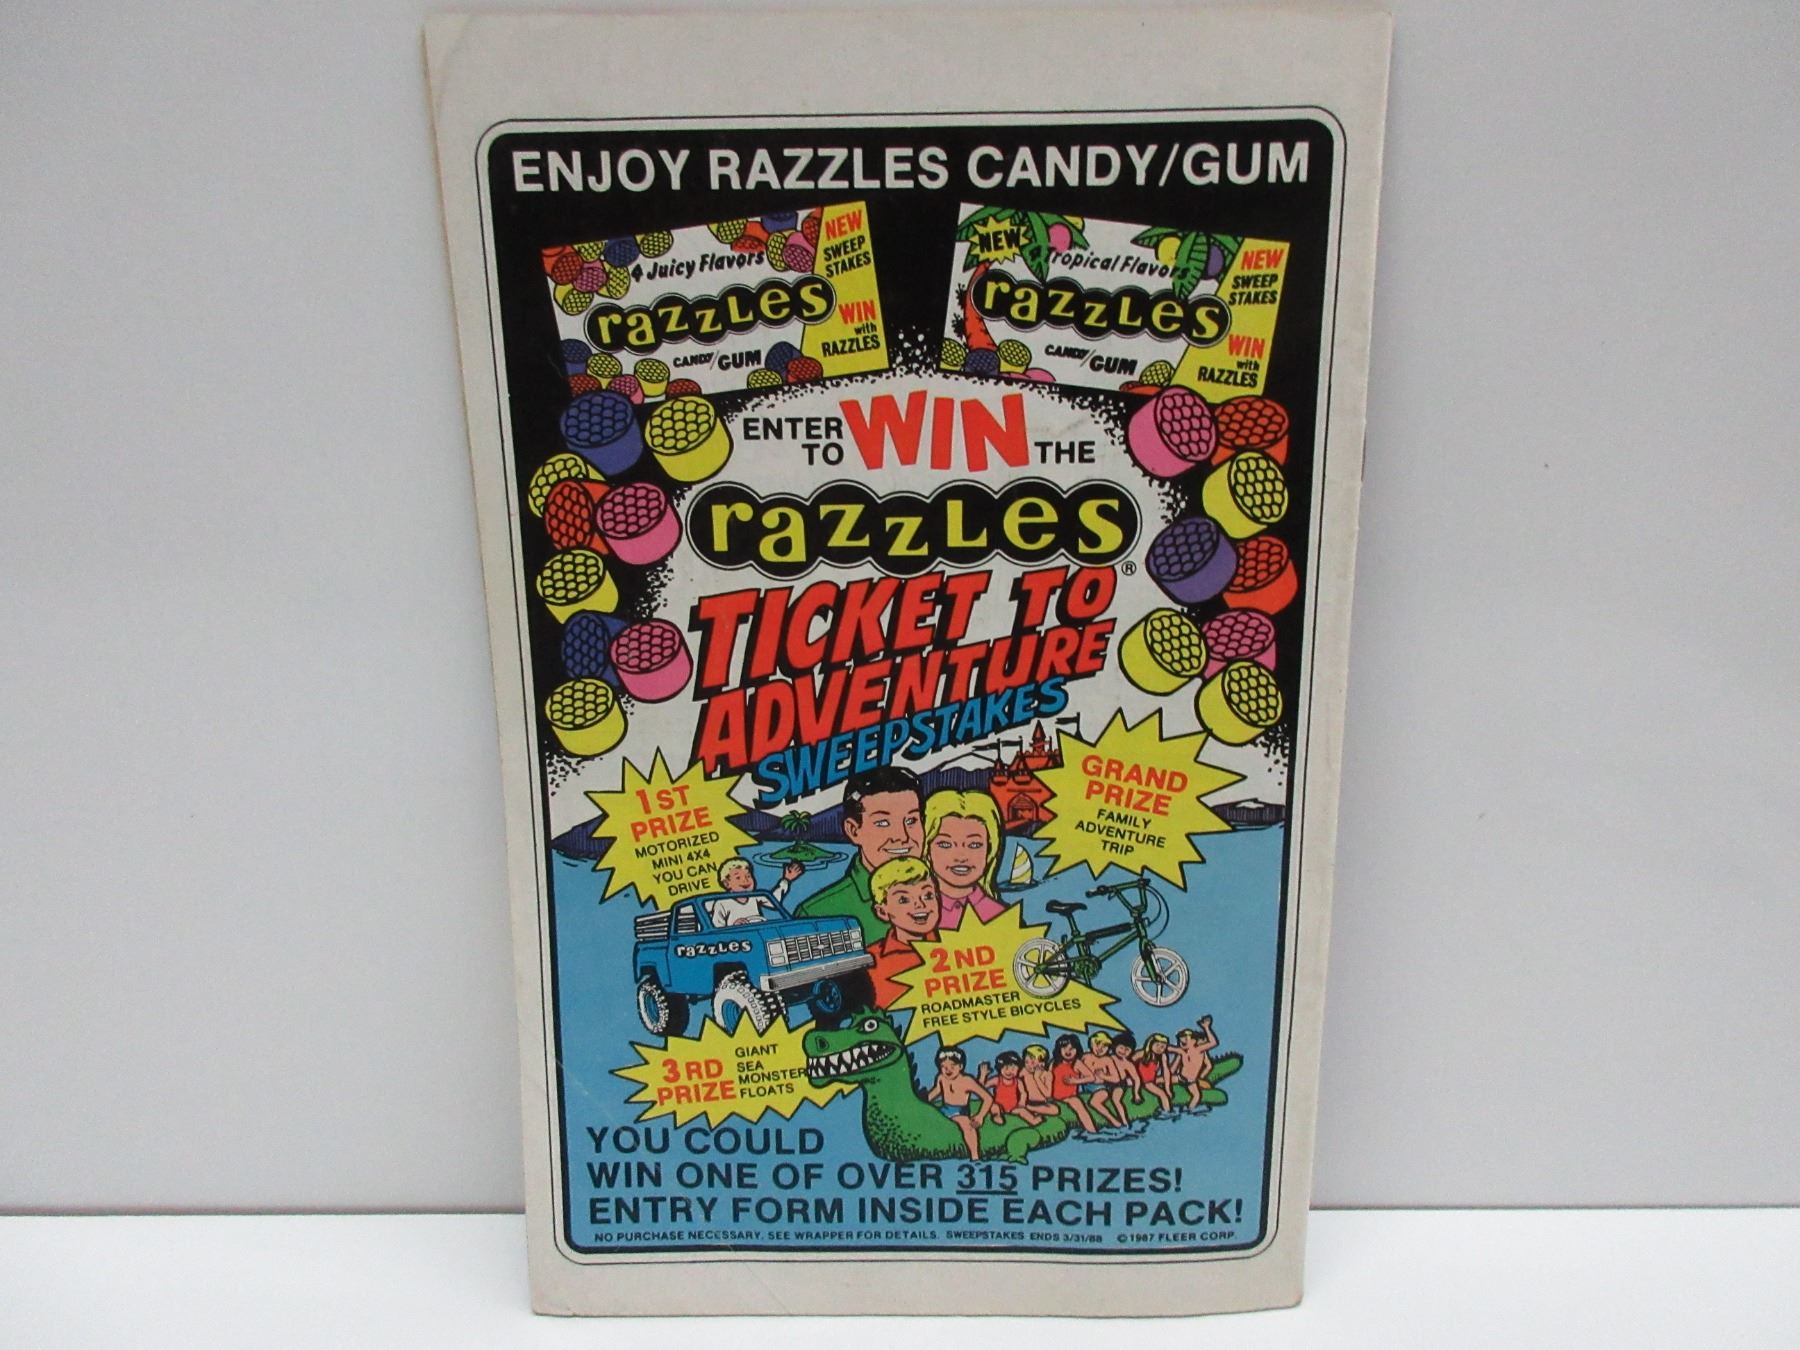 ENJOY RAZZLES CANDY/GUM
4 Juicy Flavors
razzles
CANDY/GUM
NEW
SWEEP
STAKES
WIN
with
RAZZLES
NEW
4 Tropical Flavors
razzles
CANDY/GUM
NEW
SWEEP
STAKES
WIN
with
RAZZLES
ENTER
TO
WIN
THE
razzles®
TICKET TO
ADVENTURE
SWEEPSTAKES
1ST
PRIZE
MOTORIZED
MINI 4X4
YOU CAN
DRIVE
GRAND
PRIZE
FAMILY
ADVENTURE
TRIP
razzles
2ND
PRIZE
ROADMASTER
FREE STYLE BICYCLES
3RD
PRIZE
GIANT
SEA
MONSTER
FLOATS
YOU COULD
WIN ONE OF OVER 315 PRIZES!
ENTRY FORM INSIDE EACH PACK!
NO PURCHASE NECESSARY. SEE WRAPPER FOR DETAILS. SWEEPSTAKES ENDS 3/31/88 ©1987 FLEER CORP.